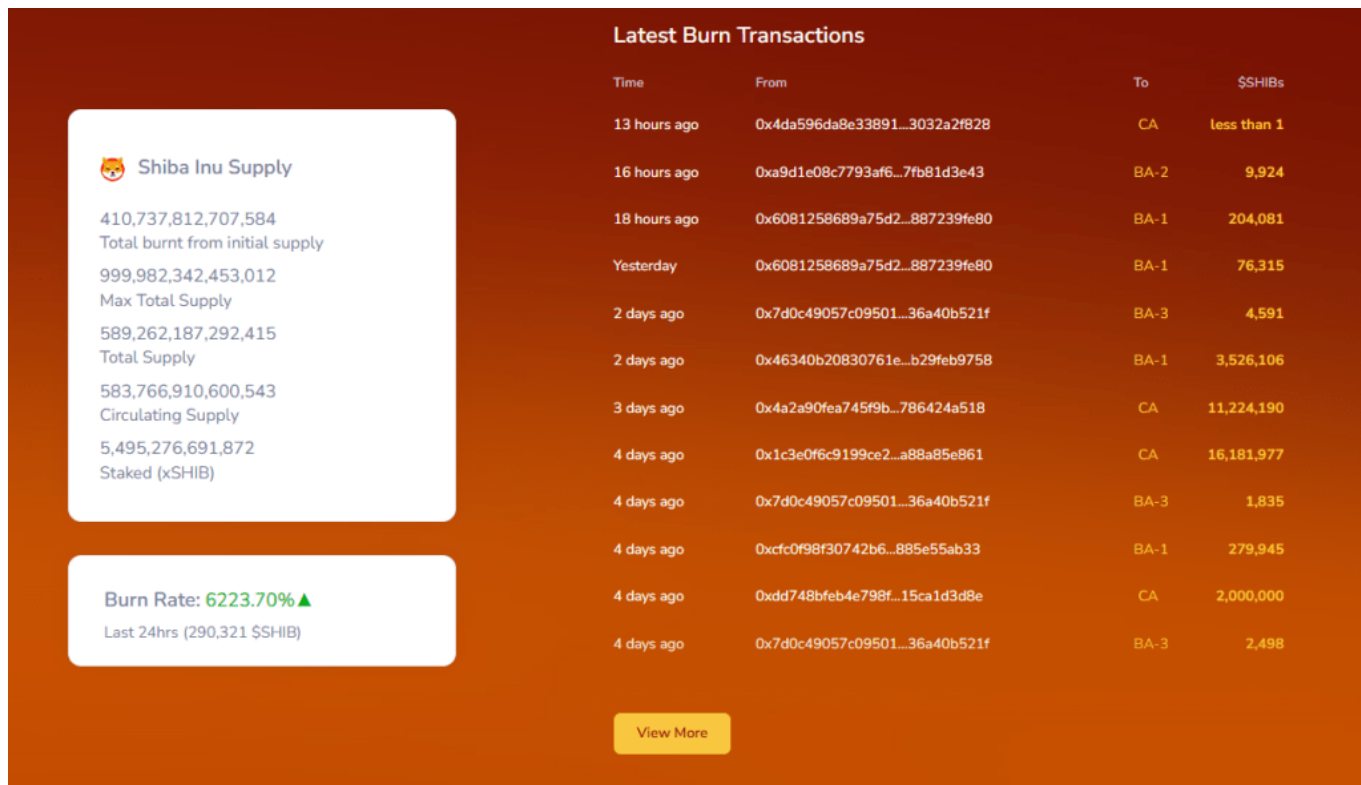 Shiba Inu Supply
410,737,812,707,584
Total burnt from initial supply
999,982,342,453,012
Max Total Supply
589,262,187,292,415
Total Supply
583,766,910,600,543
Circulating Supply
5,495,276,691,872
Staked (xSHIB)
Burn Rate: 6223.70%▲
Last 24hrs (290,321 $SHIB)
Latest Burn Transactions
Time From To $SHIBs
13 hours ago 0x4da596da8e33891...3032a2f828 CA less than 1
16 hours ago 0xa9d1e08c7793af6...7fb81d3e43 BA-2 9,924
18 hours ago 0x6081258689a75d2...887239fe80 BA-1 204,081
Yesterday 0x6081258689a75d2...887239fe80 BA-1 76,315
2 days ago 0x7d0c49057c09501...36a40b521f BA-3 4,591
2 days ago 0x46340b20830761e...b29feb9758 BA-1 3,526,106
3 days ago 0x4a2a90fea745f9b...786424a518 CA 11,224,190
4 days ago 0x1c3e0f6c9199ce2...a88a85e861 CA 16,181,977
4 days ago 0x7d0c49057c09501...36a40b521f BA-3 1,835
4 days ago 0xcfc0f98f30742b6...885e55ab33 BA-1 279,945
4 days ago 0xdd748bfeb4e798f...15ca1d3d8e CA 2,000,000
4 days ago 0x7d0c49057c09501...36a40b521f BA-3 2,498
View More